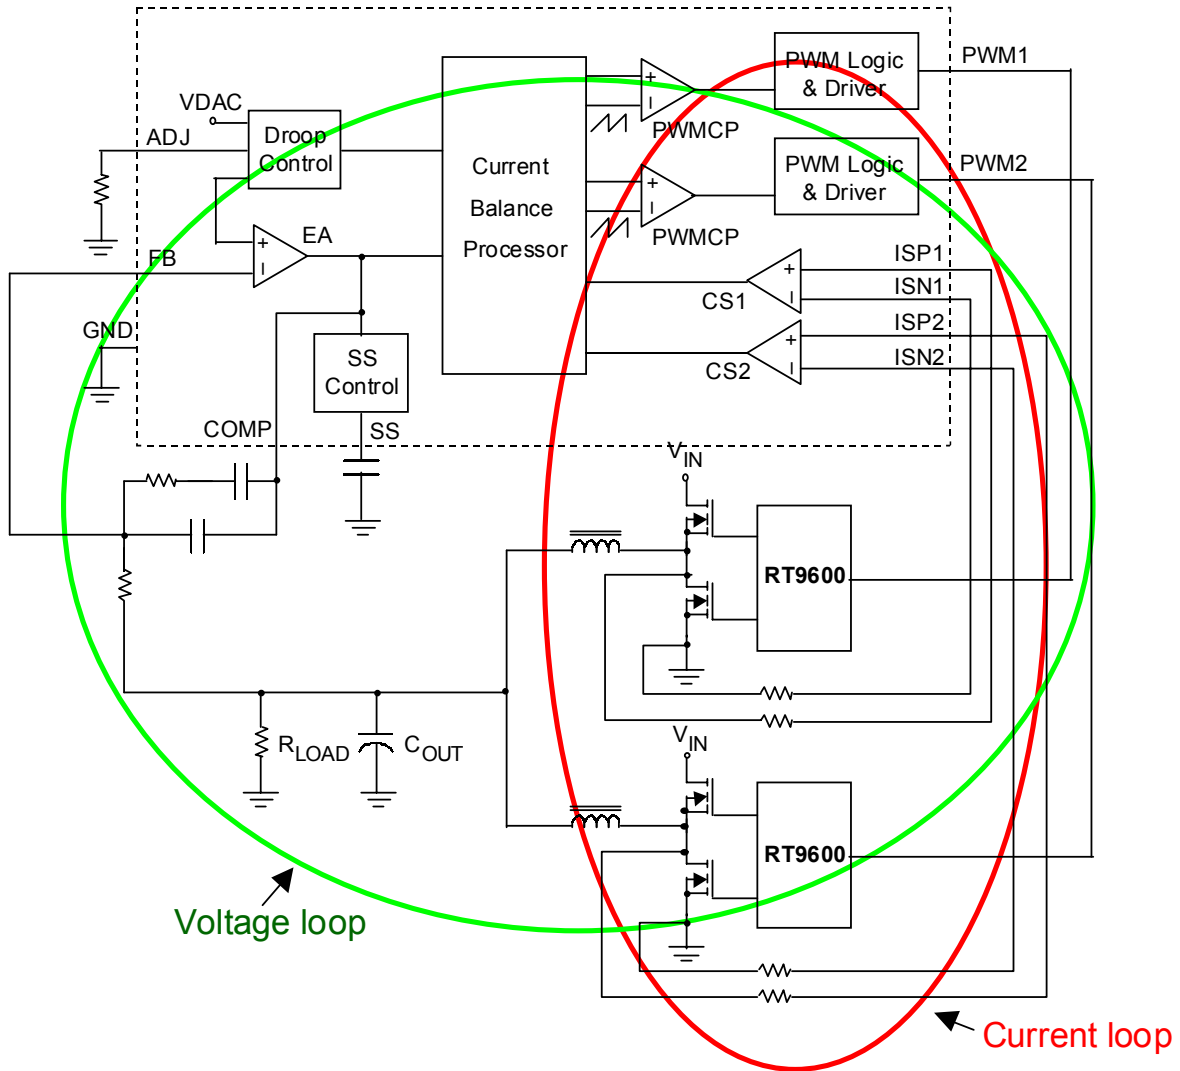 PWM Logic
& Driver
PWM1
VDAC
ADJ
Droop
Control
+
−
PWMCP
Current
Balance
Processor
PWM Logic
& Driver
PWM2
+
−
PWMCP
EA
+
−
FB
ISP1
ISN1
+
−
CS1
GND
ISP2
ISN2
+
−
CS2
SS
Control
COMP
SS
VIN
RT9600
RLOAD
COUT
VIN
RT9600
Voltage loop
Current loop